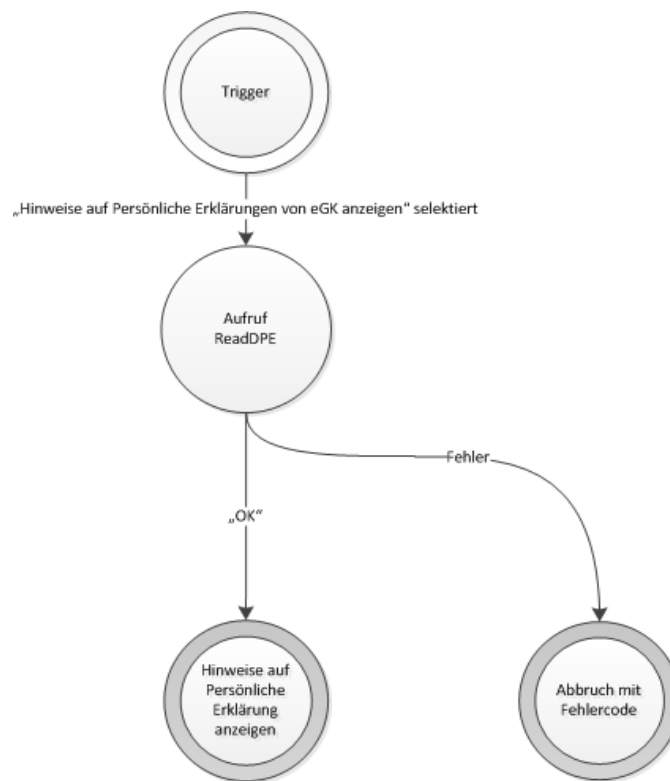 Trigger
„Hinweise auf Persönliche Erklärungen von eGK anzeigen“ selektiert
Aufruf
ReadDPE
Fehler
„OK“
Hinweise auf
Persönliche
Erklärung
anzeigen
Abbruch mit
Fehlercode